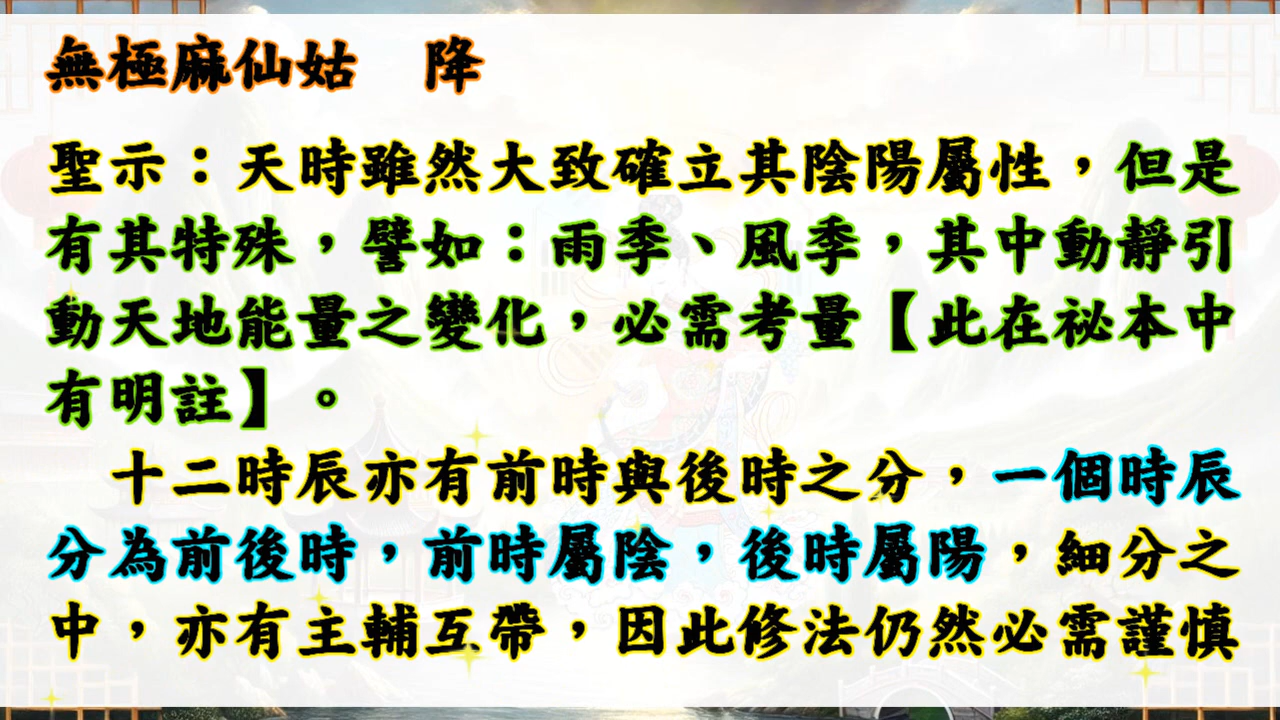 無極麻仙姑　降
聖示：天時雖然大致確立其陰陽屬性，但是
有其特殊，譬如：雨季、風季，其中動靜引
動天地能量之變化，必需考量【此在祕本中
有明註】。
　十二時辰亦有前時與後時之分，一個時辰
分為前後時，前時屬陰，後時屬陽，細分之
中，亦有主輔互帶，因此修法仍然必需謹慎